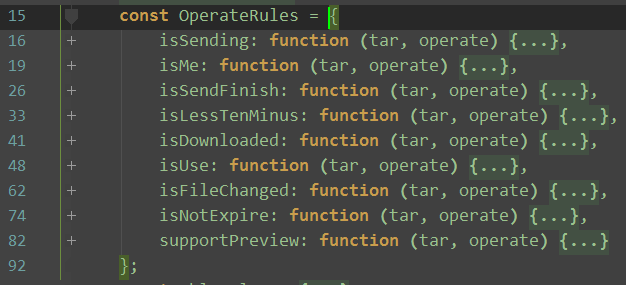 15 const OperateRules = {
16 + isSending: function (tar, operate) {...},
19 + isMe: function (tar, operate) {...},
26 + isSendFinish: function (tar, operate) {...},
33 + isLessTenMinus: function (tar, operate) {...},
41 + isDownloaded: function (tar, operate) {...},
48 + isUse: function (tar, operate) {...},
62 + isFileChanged: function (tar, operate) {...},
74 + isNotExpire: function (tar, operate) {...},
82 + supportPreview: function (tar, operate) {...}
92 };